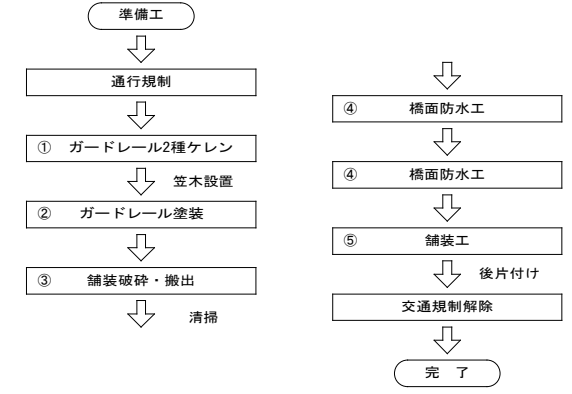 準備工
通行規制
① ガードレール2種ケレン
笠木設置
② ガードレール塗装
③ 舗装破砕・搬出
清掃
④ 橋面防水工
④ 橋面防水工
⑤ 舗装工
後片付け
交通規制解除
完 了